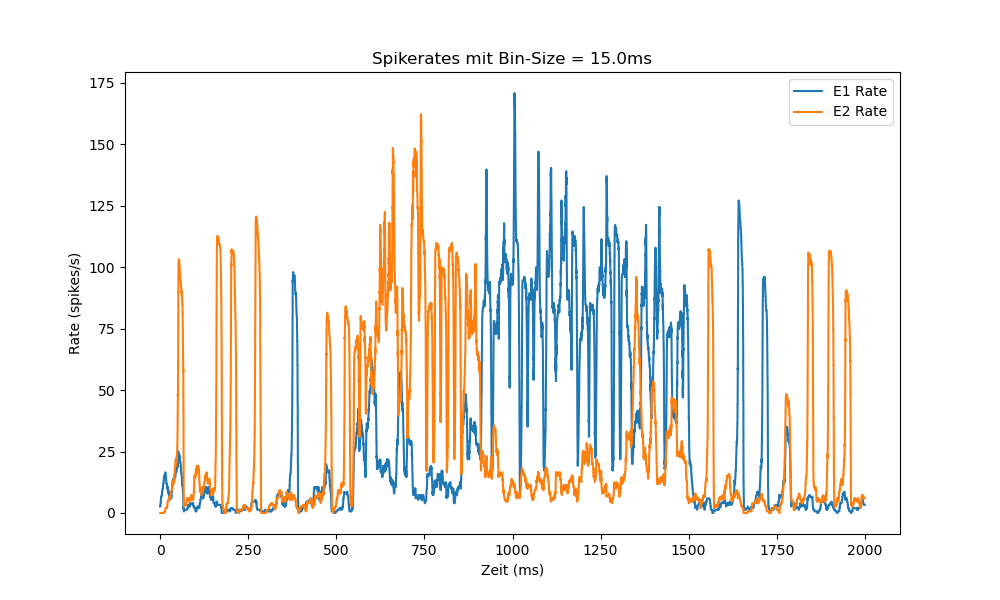 Spikerates mit Bin-Size = 15.0ms
E1 Rate
E2 Rate
175
150
125
100
75
50
25
0
Rate (spikes/s)
0 250 500 750 1000 1250 1500 1750 2000
Zeit (ms)